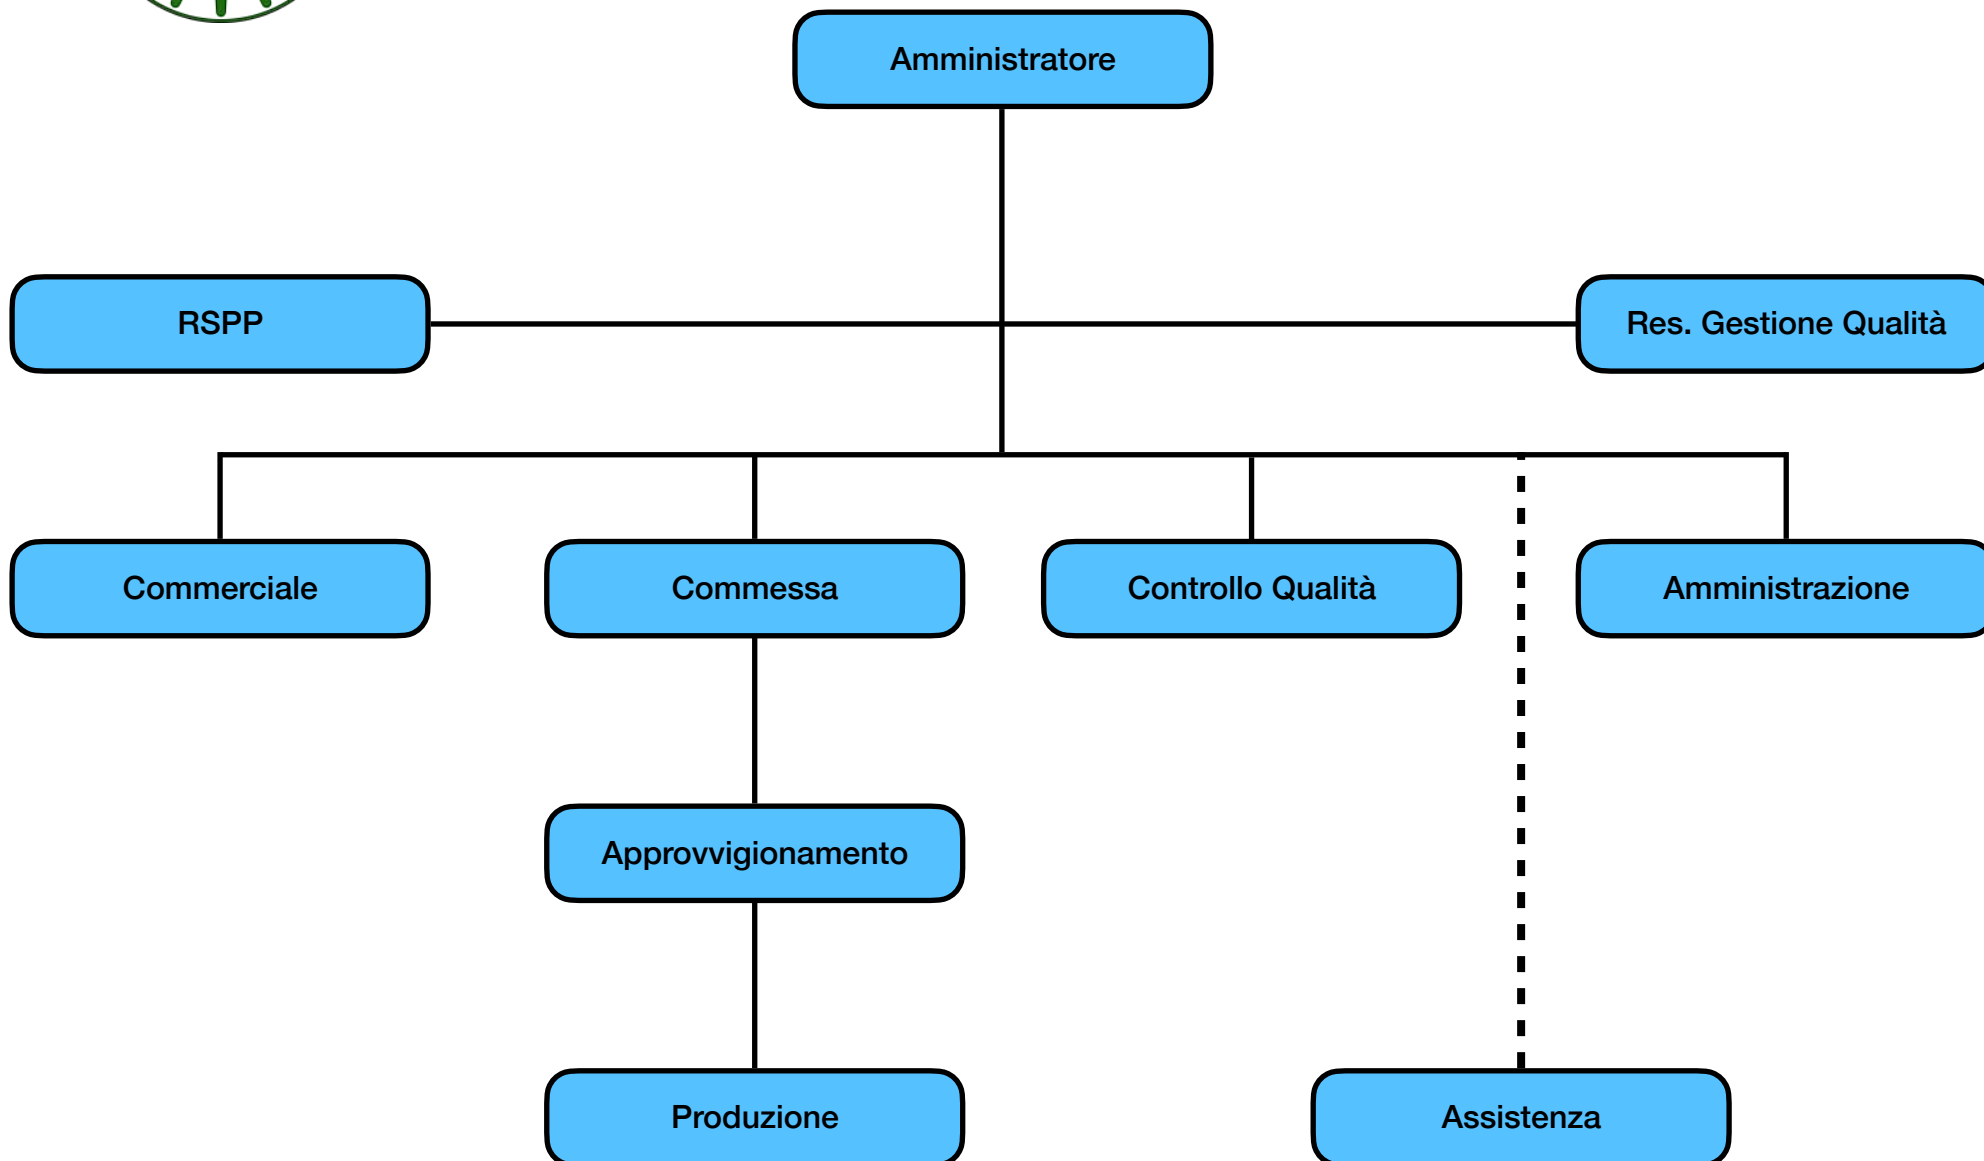 Amministratore
RSPP
Res. Gestione Qualità
Commerciale
Commessa
Controllo Qualità
Amministrazione
Approvvigionamento
Produzione
Assistenza